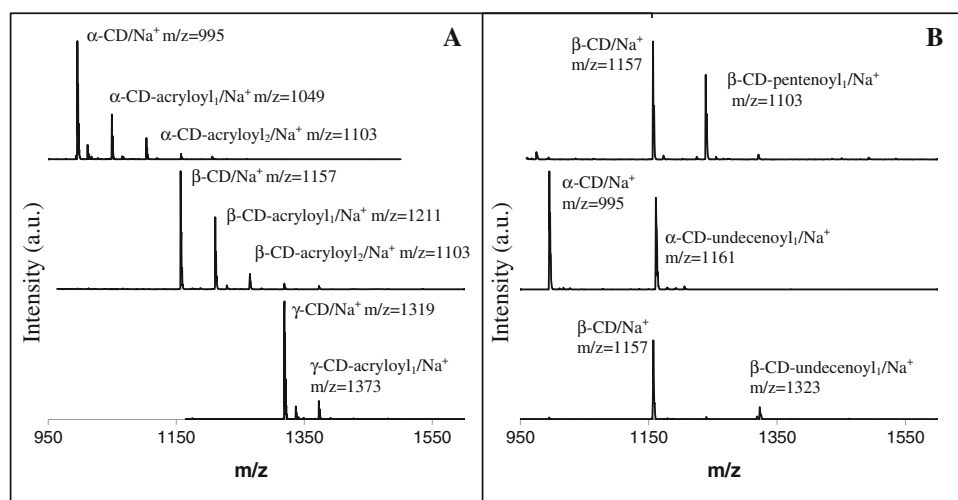 A
α-CD/Na⁺ m/z=995
α-CD-acryloyl₁/Na⁺ m/z=1049
α-CD-acryloyl₂/Na⁺ m/z=1103
β-CD/Na⁺ m/z=1157
β-CD-acryloyl₁/Na⁺ m/z=1211
β-CD-acryloyl₂/Na⁺ m/z=1103
γ-CD/Na⁺ m/z=1319
γ-CD-acryloyl₁/Na⁺
m/z=1373
Intensity (a.u.)
950 1150 1350 1550
m/z
B
β-CD/Na⁺
m/z=1157
β-CD-pentenoyl₁/Na⁺
m/z=1103
α-CD/Na⁺
m/z=995
α-CD-undecenoyl₁/Na⁺
m/z=1161
β-CD/Na⁺
m/z=1157
β-CD-undecenoyl₁/Na⁺
m/z=1323
Intensity (a.u.)
950 1150 1350 1550
m/z